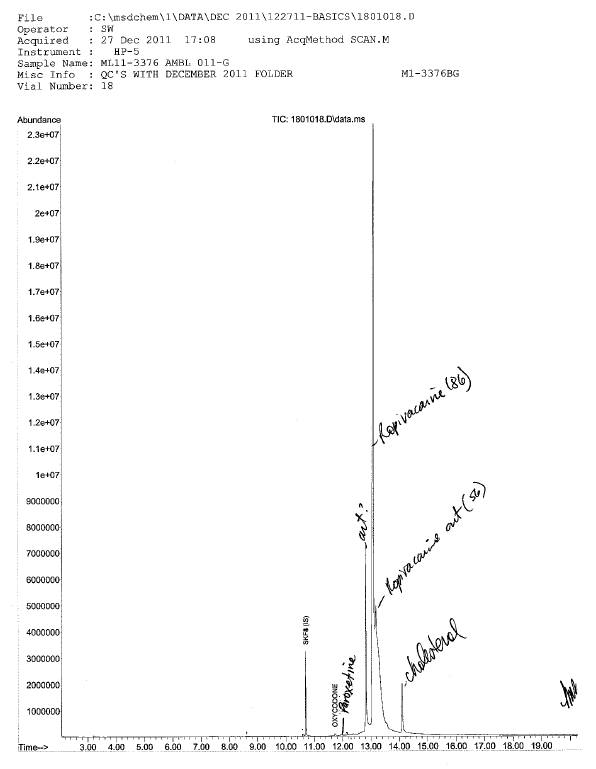 File :C:\msdchem\1\DATA\DEC 2011\122711-BASICS\1801018.D
Operator : SW
Acquired : 27 Dec 2011 17:08 using AcqMethod SCAN.M
Instrument : HP-5
Sample Name: ML11-3376 AMBL 011-G
Misc Info : QC'S WITH DECEMBER 2011 FOLDER M1-3376BG
Vial Number: 18
Abundance
TIC: 1801018.D\data.ms
2.3e+07
2.2e+07
2.1e+07
2e+07
1.9e+07
1.8e+07
1.7e+07
1.6e+07
1.5e+07
1.4e+07
1.3e+07
Ropivacaine (86)
1.2e+07
1.1e+07
1e+07
9000000
art?
Ropivacaine art (56)
8000000
7000000
6000000
5000000
SKF8 (IS)
4000000
cholesterol
3000000
OXYCODONE
Paroxetine
2000000
1000000
Time-->
3.00 4.00 5.00 6.00 7.00 8.00 9.00 10.00 11.00 12.00 13.00 14.00 15.00 16.00 17.00 18.00 19.00